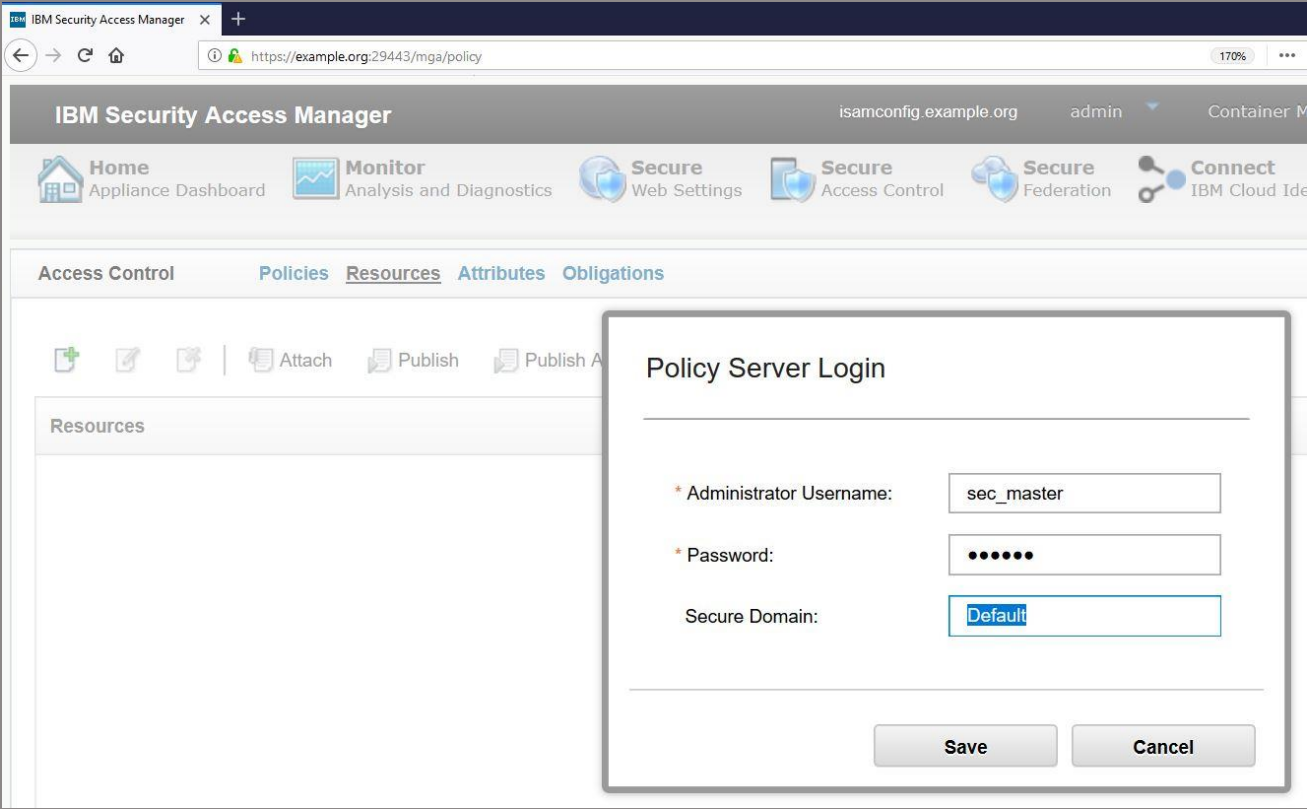 IBM Security Access Manager
https://example.org:29443/mga/policy 170%
IBM Security Access Manager isamconfig.example.org admin Container M
Home Monitor Secure Secure Secure Connect
Appliance Dashboard Analysis and Diagnostics Web Settings Access Control Federation IBM Cloud Ide
Access Control Policies Resources Attributes Obligations
Attach Publish Publish A
Resources
Policy Server Login
* Administrator Username: sec_master
* Password: ●●●●●●
Secure Domain: Default
Save Cancel